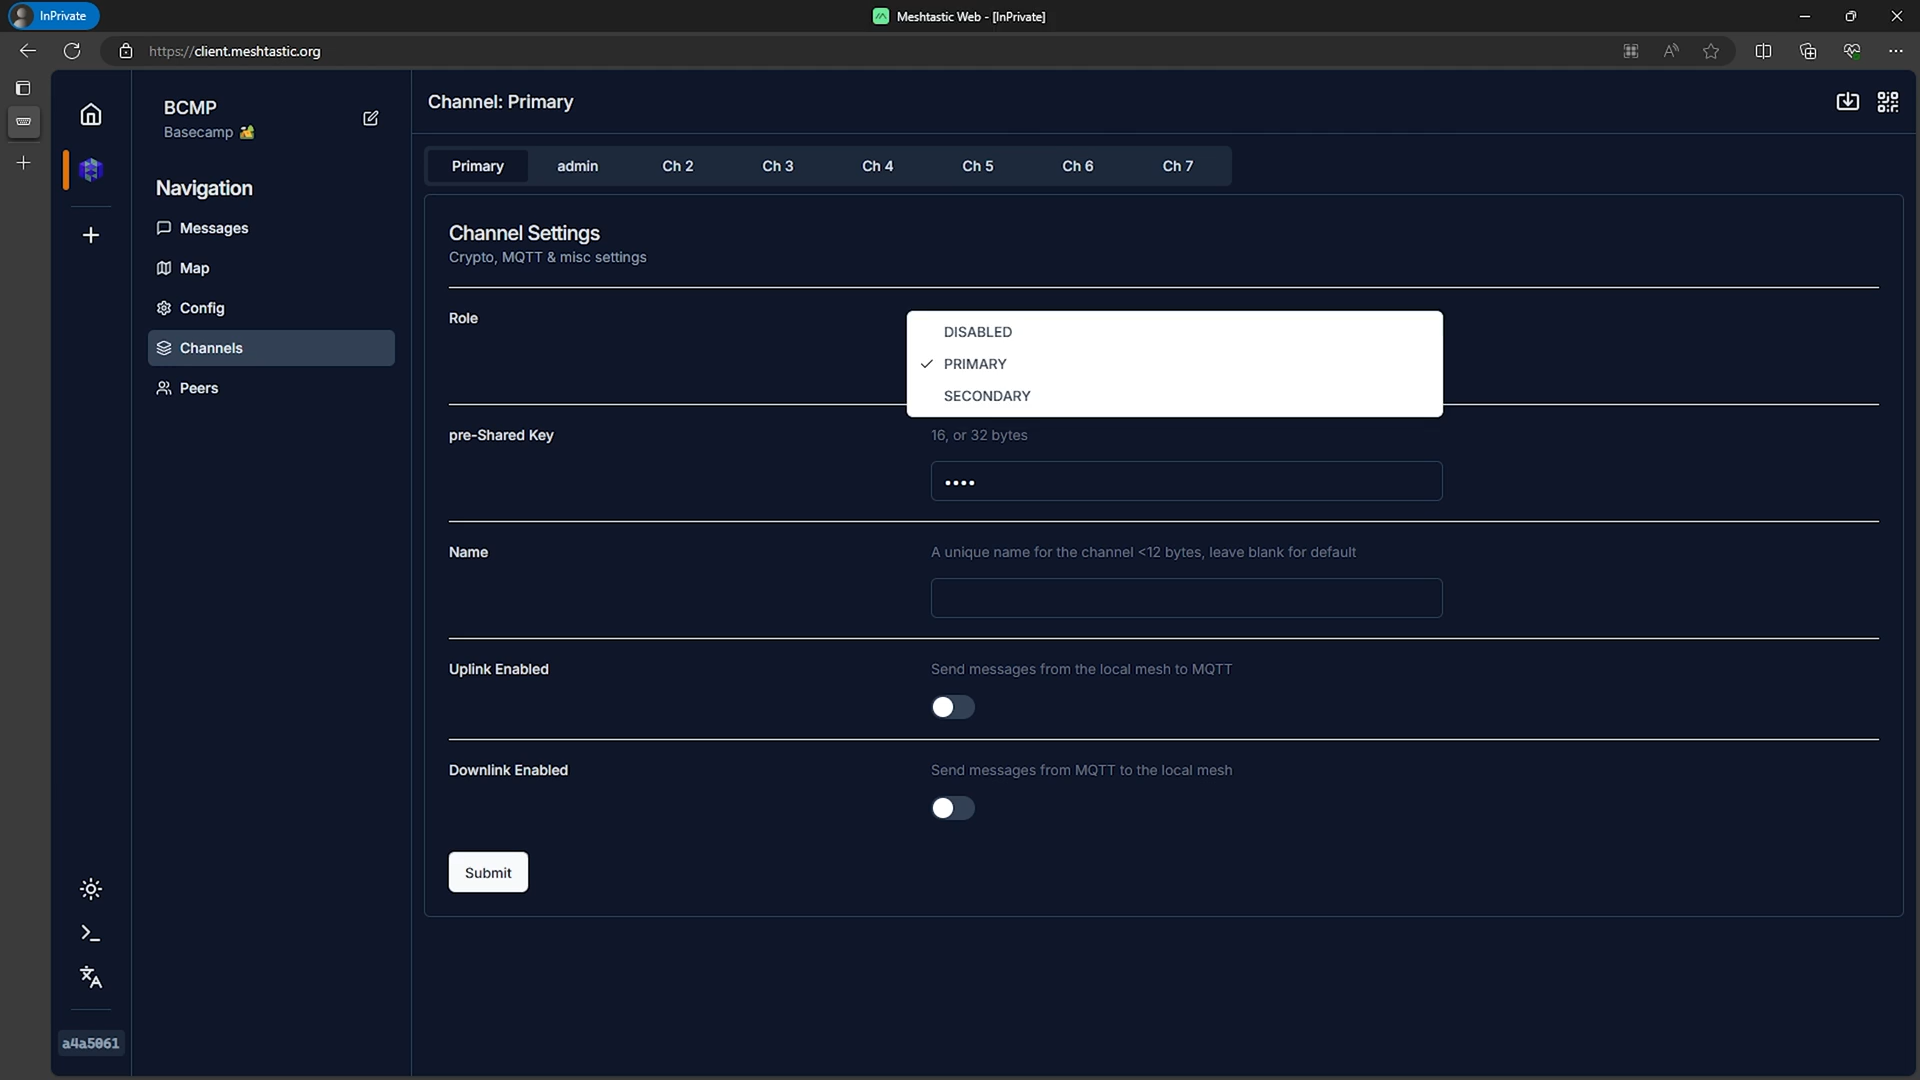 InPrivate
Meshtastic Web - [InPrivate]
https://client.meshtastic.org
BCMP
Basecamp 🏕️
Navigation
Messages
Map
Config
Channels
Peers
a4a5061
Channel: Primary
Primary admin Ch 2 Ch 3 Ch 4 Ch 5 Ch 6 Ch 7
Channel Settings
Crypto, MQTT & misc settings
Role
DISABLED
PRIMARY
SECONDARY
pre-Shared Key
16, or 32 bytes
••••
Name
A unique name for the channel <12 bytes, leave blank for default
Uplink Enabled
Send messages from the local mesh to MQTT
Downlink Enabled
Send messages from MQTT to the local mesh
Submit